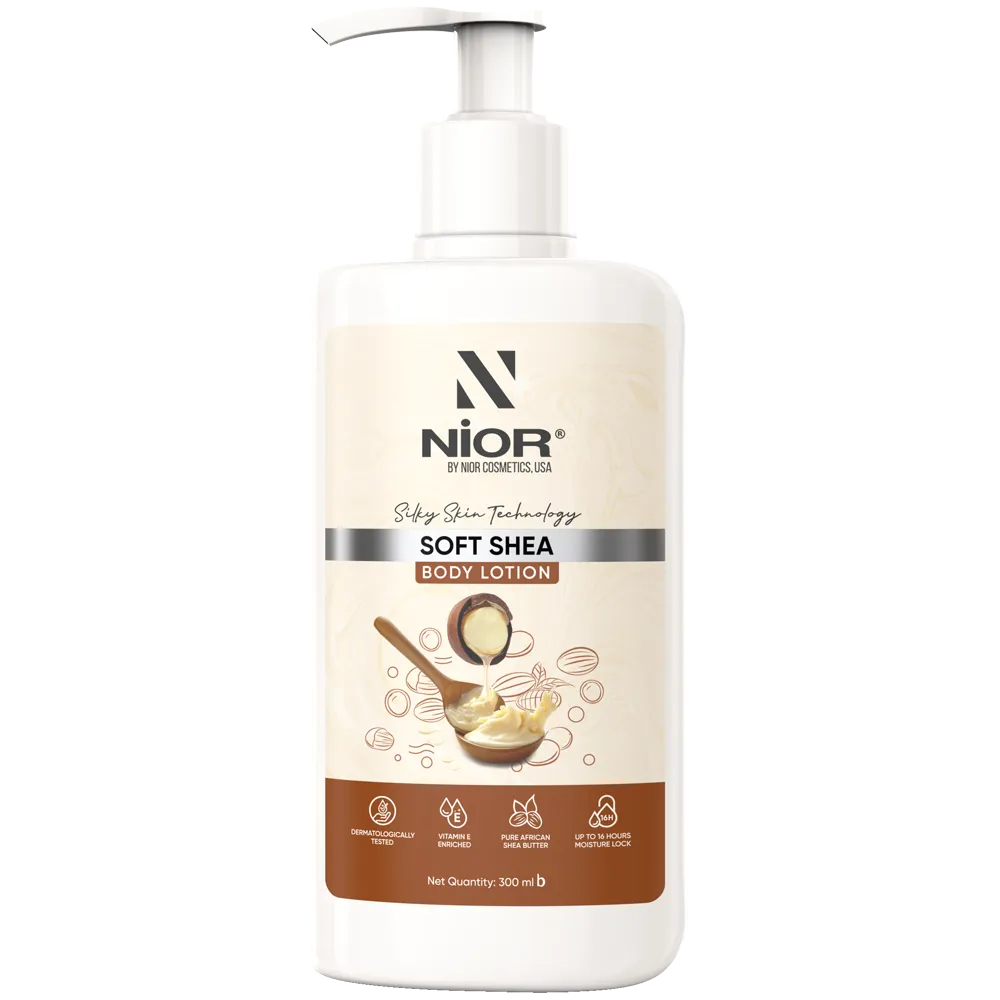 N
NiOR®
BY NIOR COSMETICS, USA
Silky Skin Technology
SOFT SHEA
BODY LOTION
DERMATOLOGICALLY
TESTED
E
VITAMIN E
ENRICHED
PURE AFRICAN
SHEA BUTTER
16H
UP TO 16 HOURS
MOISTURE LOCK
Net Quantity: 300 ml b